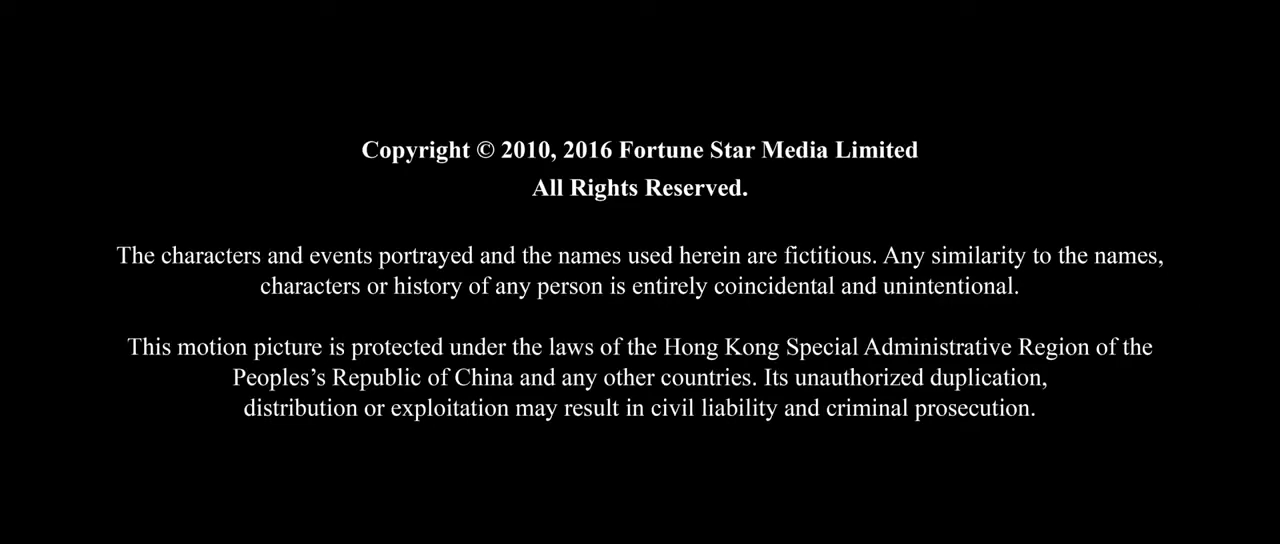 Copyright © 2010, 2016 Fortune Star Media Limited
All Rights Reserved.
The characters and events portrayed and the names used herein are fictitious. Any similarity to the names,
characters or history of any person is entirely coincidental and unintentional.
This motion picture is protected under the laws of the Hong Kong Special Administrative Region of the
Peoples’s Republic of China and any other countries. Its unauthorized duplication,
distribution or exploitation may result in civil liability and criminal prosecution.